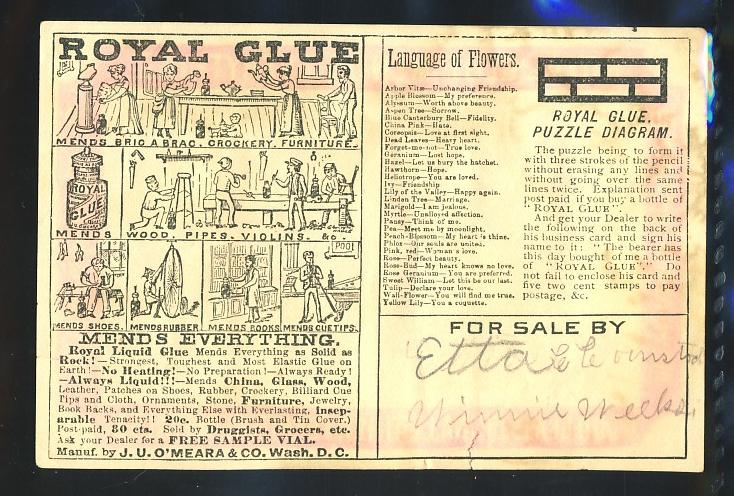 ROYAL GLUE
MENDS BRIC A BRAC. CROCKERY. FURNITURE.
ROYAL
GLUE
MENDS WOOD. PIPES. VIOLINS. &c.
POOL
MENDS SHOES. MENDS RUBBER MENDS BOOKS MENDS CUE TIPS.
MENDS EVERYTHING.
Royal Liquid Glue Mends Everything as Solid as
Rock!—Strongest, Toughest and Most Elastic Glue on
Earth!—No Heating!—No Preparation!—Always Ready!
—Always Liquid!!!—Mends China, Glass, Wood,
Leather, Patches on Shoes, Rubber, Crockery, Billiard Cue
Tips and Cloth, Ornaments, Stone, Furniture, Jewelry,
Book Backs, and Everything Else with Everlasting, insep-
arable Tenacity!! 20c. Bottle (Brush and Tin Cover.)
Post-paid, 30 cts. Sold by Druggists, Grocers, etc.
Ask your Dealer for a FREE SAMPLE VIAL.
Manuf. by J. U. O'MEARA & CO. Wash. D. C.
Language of Flowers.
Arbor Vitæ—Unchanging Friendship.
Apple Blossom—My preference.
Alyssum—Worth above beauty.
Aspen Tree—Sorrow.
Blue Canterbury Bell—Fidelity.
China Pink—Hate.
Coreopsis—Love at first sight.
Dead Leaves—Heavy heart.
Forget-me-not—True love.
Geranium—Lost hope.
Hazel—Let us bury the hatchet.
Hawthorn—Hope.
Heliotrope—You are loved.
Ivy—Friendship
Lily of the Valley—Happy again.
Linden Tree—Marriage.
Marigold—I am jealous.
Myrtle—Unalloyed affection.
Pansy—Think of me.
Pea—Meet me by moonlight.
Peach-Blossom—My heart is thine.
Phlox—Our souls are united.
Pink, red—Woman's love.
Rose—Perfect beauty.
Rose-Bud—My heart knows no love.
Rose Geranium—You are preferred.
Sweet William—Let this be our last.
Tulip—Declare your love.
Wall-Flower—You will find me true.
Yellow Lily—You a coquette.
ROYAL GLUE.
PUZZLE DIAGRAM.
The puzzle being to form it
with three strokes of the pencil
without erasing any lines and
without going over the same
lines twice. Explanation sent
post paid if you buy a bottle of
"ROYAL GLUE".
And get your Dealer to write
the following on the back of
his business card and sign his
name to it: "The bearer has
this day bought of me a bottle
of "ROYAL GLUE"." Do
not fail to enclose his card and
five two cent stamps to pay
postage, &c.
FOR SALE BY
Etta
Winnie